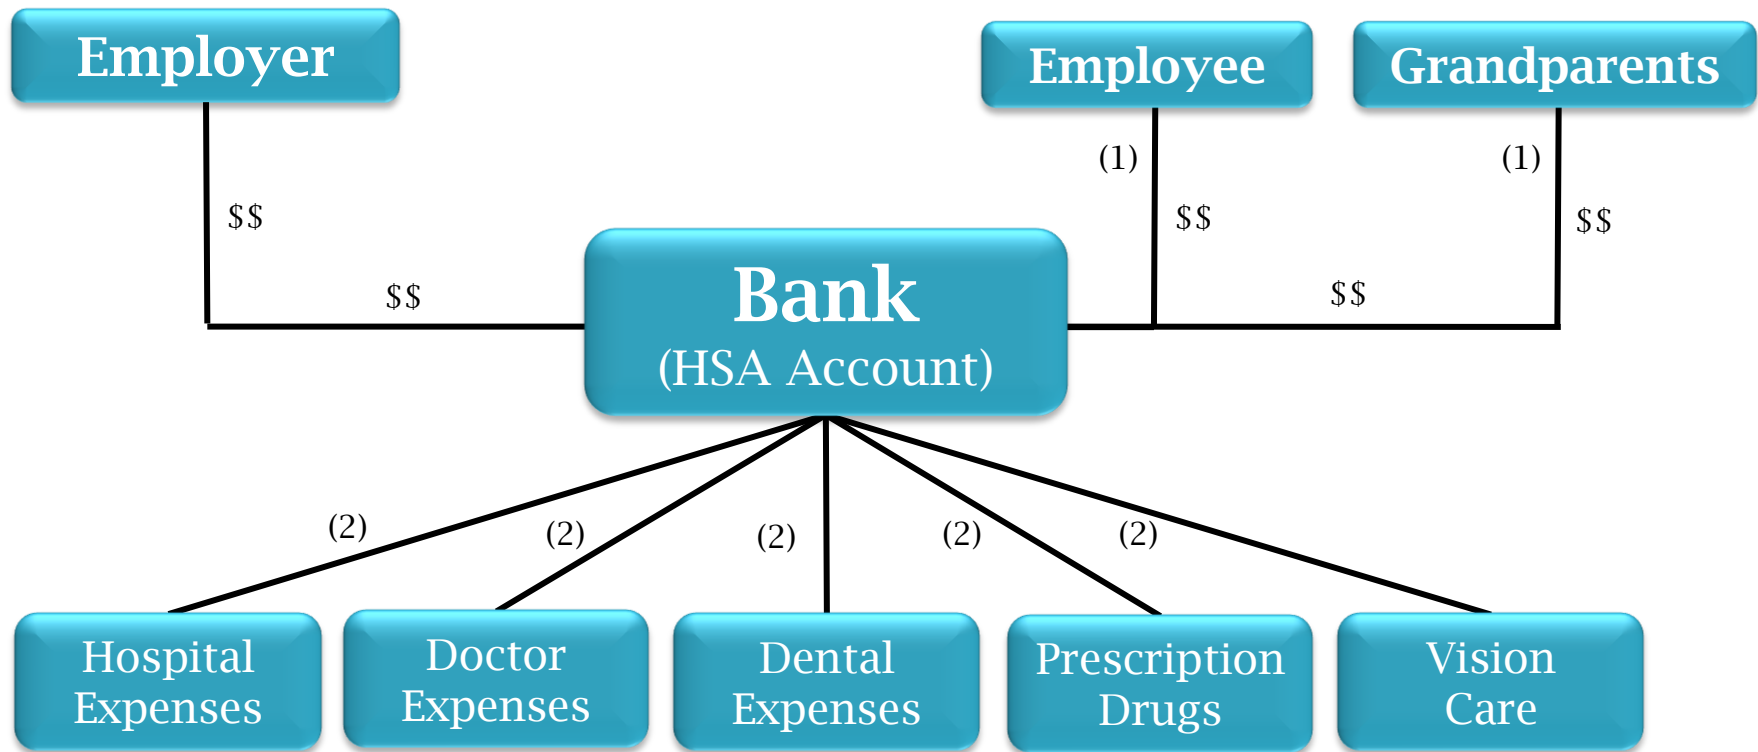 Employer
Employee
Grandparents
(1)
(1)
$$
$$
$$
$$
$$
Bank
(HSA Account)
(2)
(2)
(2)
(2)
(2)
Hospital
Expenses
Doctor
Expenses
Dental
Expenses
Prescription
Drugs
Vision
Care